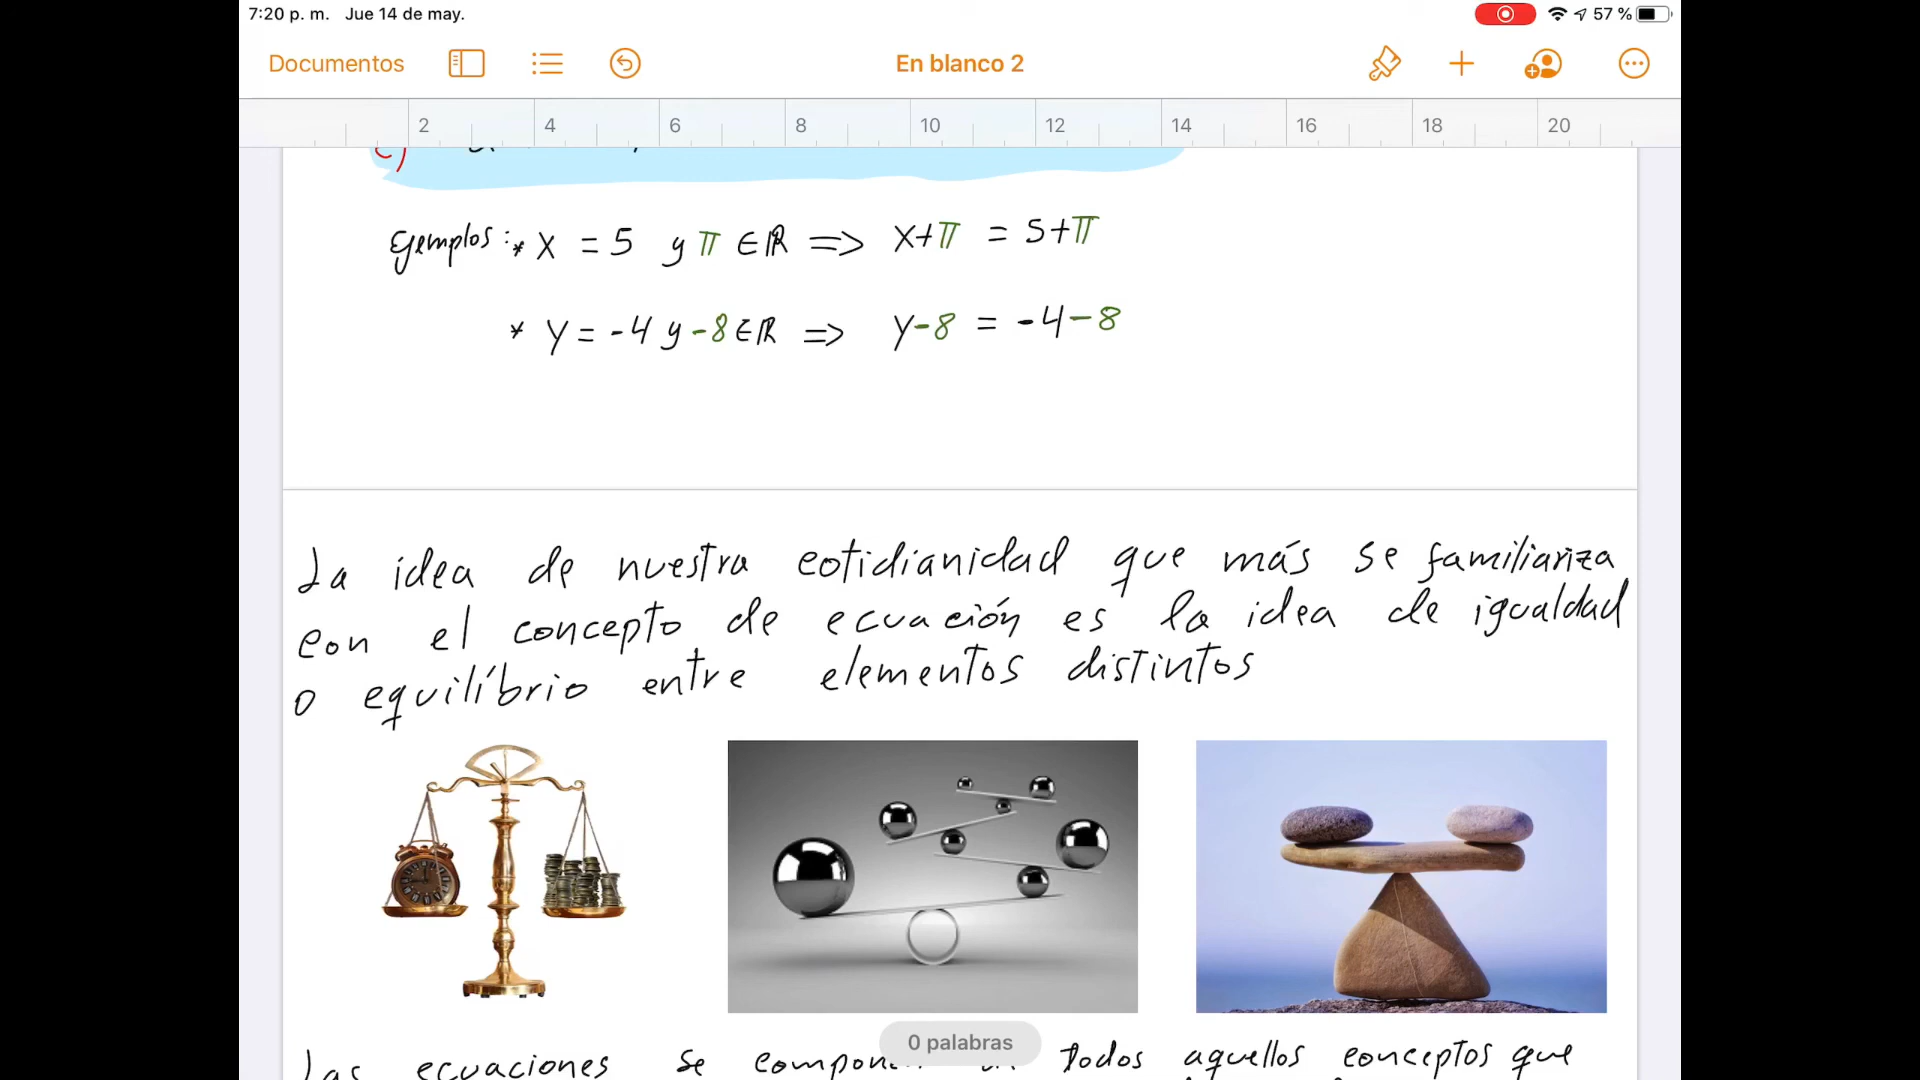 7:20 p. m. Jue 14 de may.
57 %
Documentos
En blanco 2
2 4 6 8 10 12 14 16 18 20
Ejemplos: * X = 5 y π ∈ ℝ => X+π = 5+π
* Y = -4 y -8 ∈ ℝ => Y-8 = -4-8
La idea de nuestra cotidianidad que más se familiariza
con el concepto de ecuación es la idea de igualdad
o equilíbrio entre elementos distintos
0 palabras
Las ecuaciones se todos aquellos conceptos que